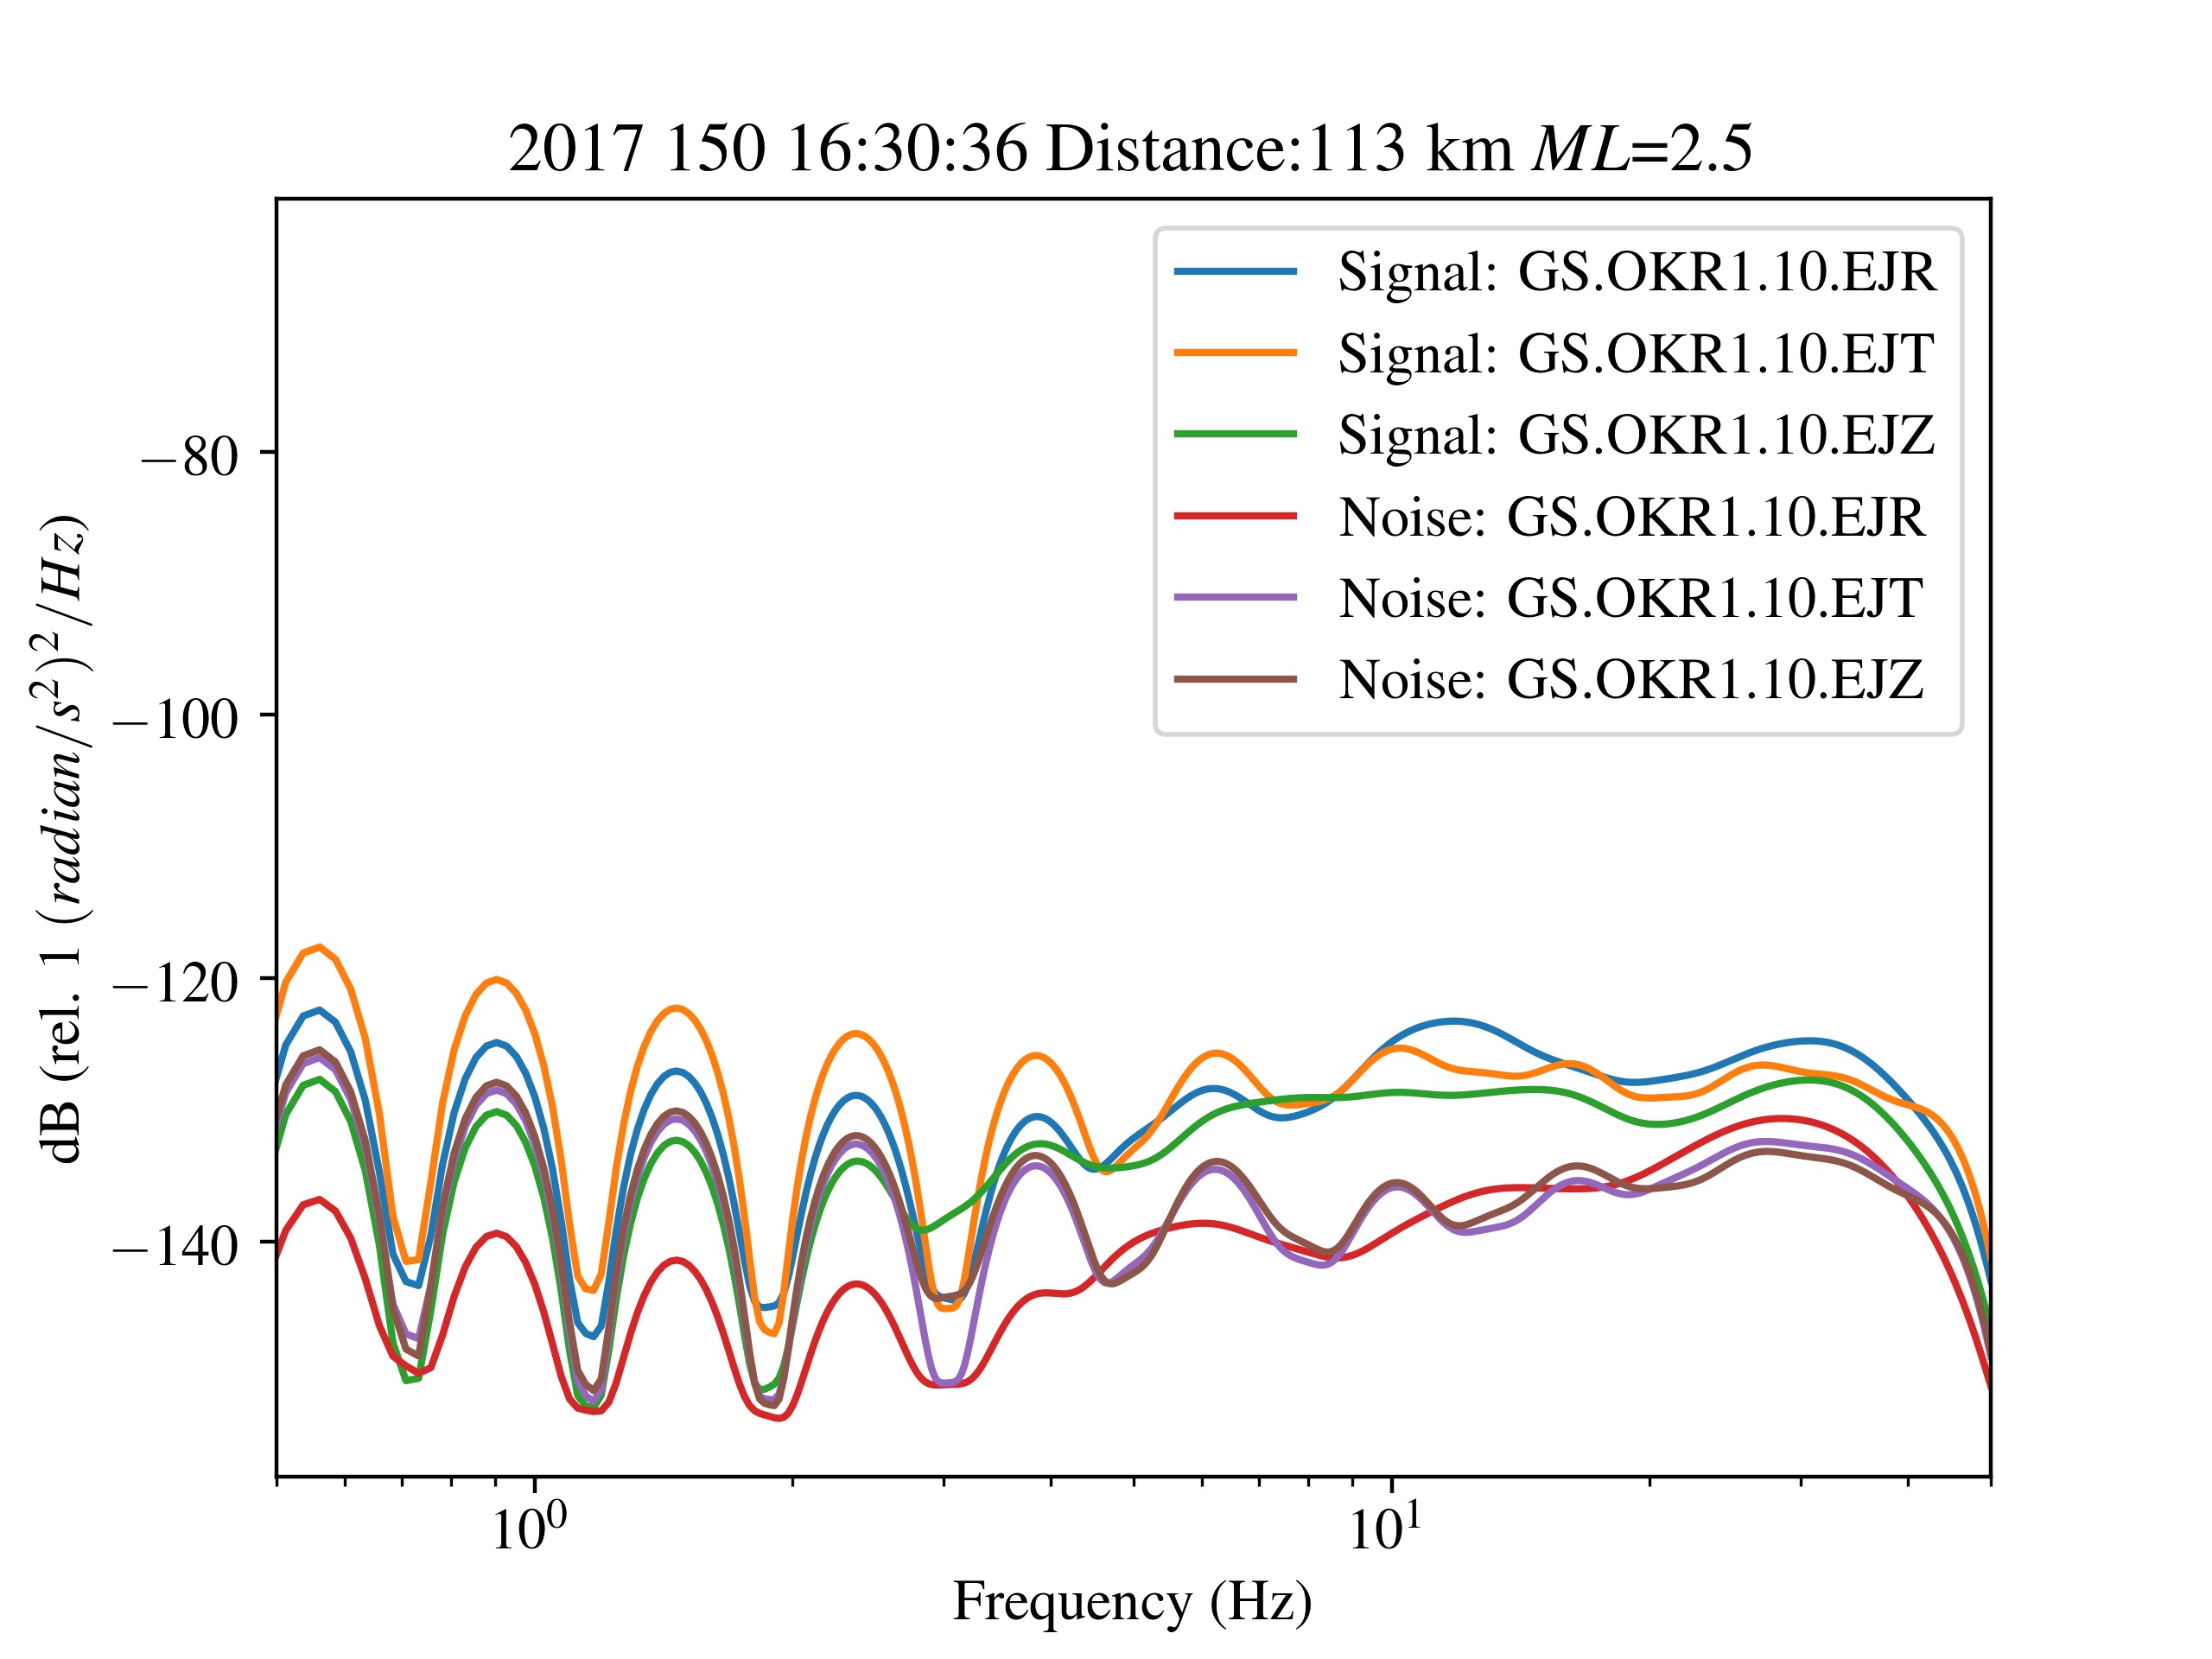 2017 150 16:30:36 Distance:113 km ML=2.5
Signal: GS.OKR1.10.EJR
Signal: GS.OKR1.10.EJT
Signal: GS.OKR1.10.EJZ
Noise: GS.OKR1.10.EJR
Noise: GS.OKR1.10.EJT
Noise: GS.OKR1.10.EJZ
−80
−100
−120
−140
dB (rel. 1 (radian/s²)²/Hz)
10⁰ 10¹
Frequency (Hz)